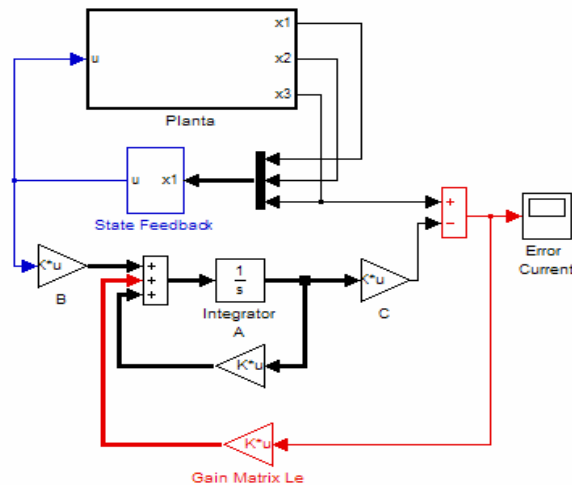 x1
u
x2
x3
Planta
u
x1
State Feedback
+
−
Error
Current
K*u
B
+
+
+
1
s
Integrator
A
K*u
C
K*u
K*u
Gain Matrix Le